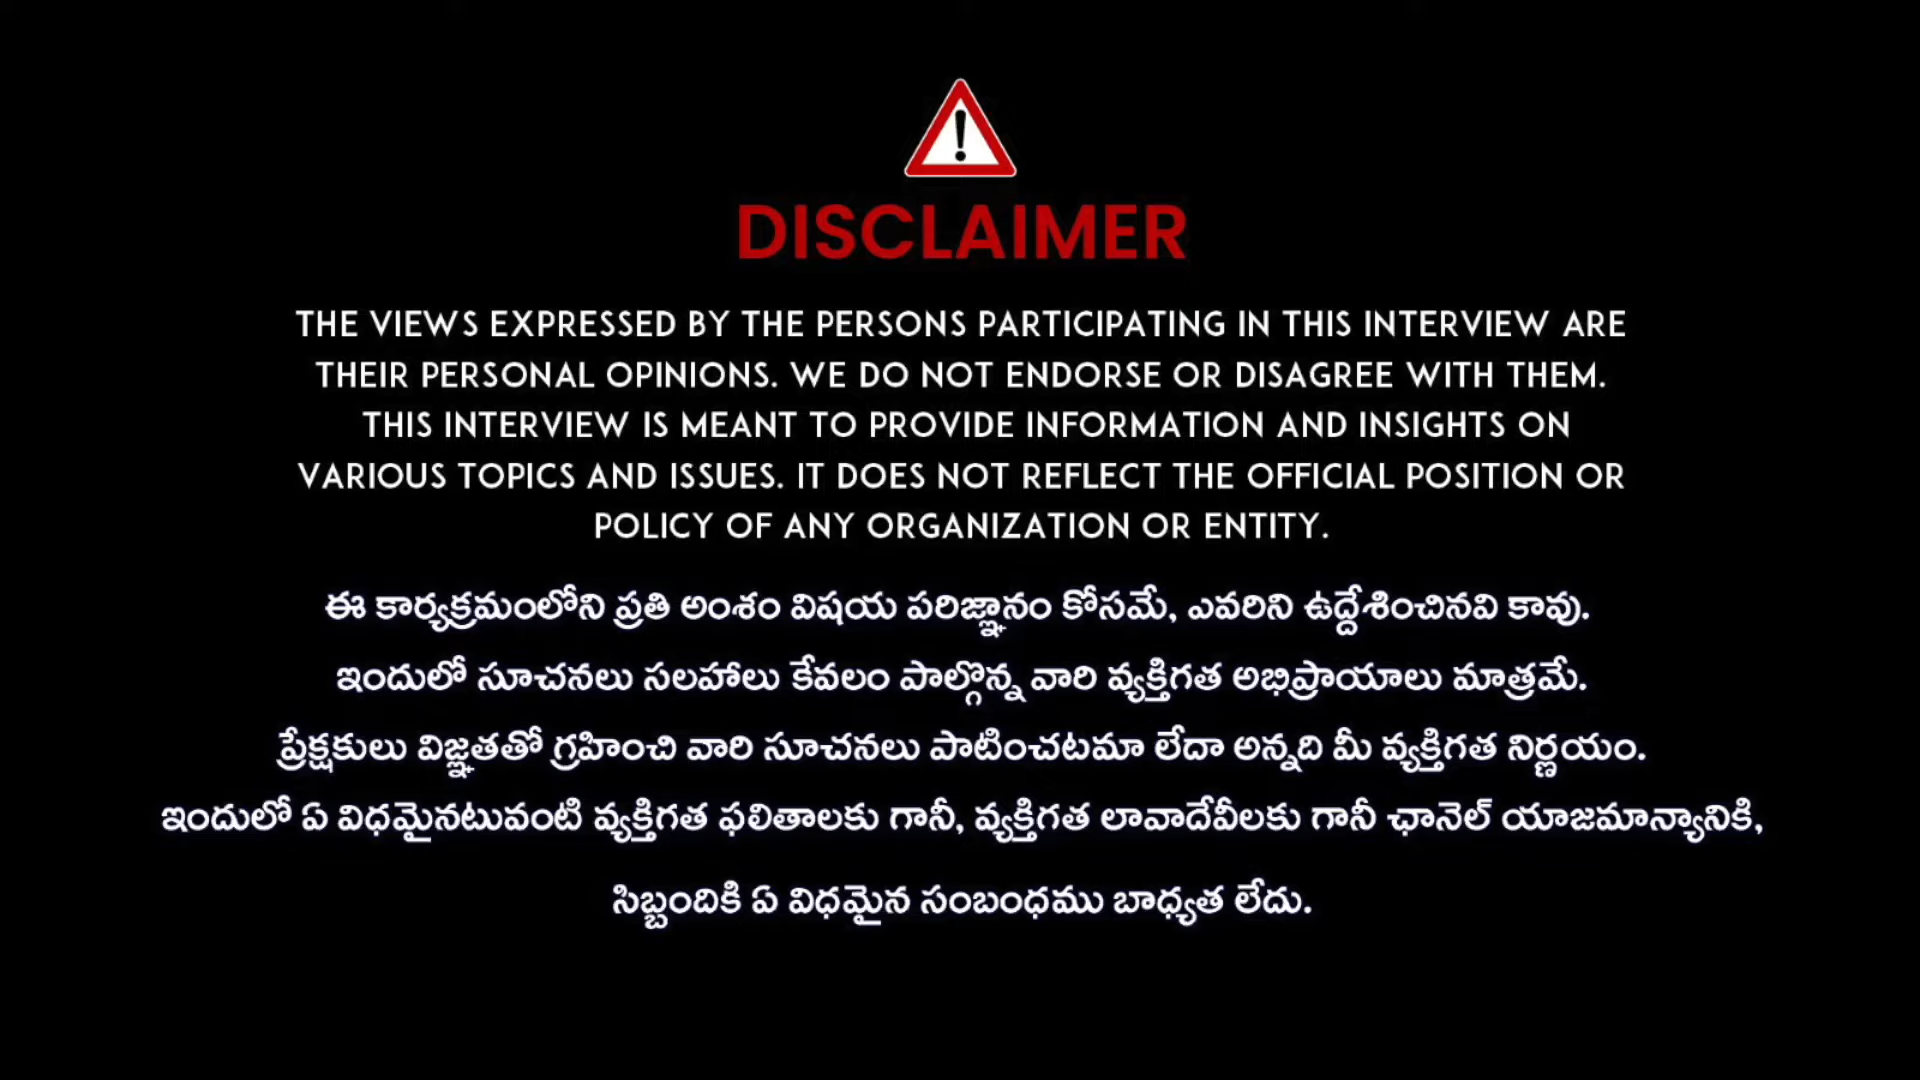 DISCLAIMER
THE VIEWS EXPRESSED BY THE PERSONS PARTICIPATING IN THIS INTERVIEW ARE
THEIR PERSONAL OPINIONS. WE DO NOT ENDORSE OR DISAGREE WITH THEM.
THIS INTERVIEW IS MEANT TO PROVIDE INFORMATION AND INSIGHTS ON
VARIOUS TOPICS AND ISSUES. IT DOES NOT REFLECT THE OFFICIAL POSITION OR
POLICY OF ANY ORGANIZATION OR ENTITY.
ఈ కార్యక్రమంలోని ప్రతి అంశం విషయ పరిజ్ఞానం కోసమే, ఎవరిని ఉద్దేశించినవి కావు.
ఇందులో సూచనలు సలహాలు కేవలం పాల్గొన్న వారి వ్యక్తిగత అభిప్రాయాలు మాత్రమే.
ప్రేక్షకులు విజ్ఞతతో గ్రహించి వారి సూచనలు పాటించటమా లేదా అన్నది మీ వ్యక్తిగత నిర్ణయం.
ఇందులో ఏ విధమైనటువంటి వ్యక్తిగత ఫలితాలకు గానీ, వ్యక్తిగత లావాదేవీలకు గానీ ఛానెల్ యాజమాన్యానికి,
సిబ్బందికి ఏ విధమైన సంబంధము బాధ్యత లేదు.